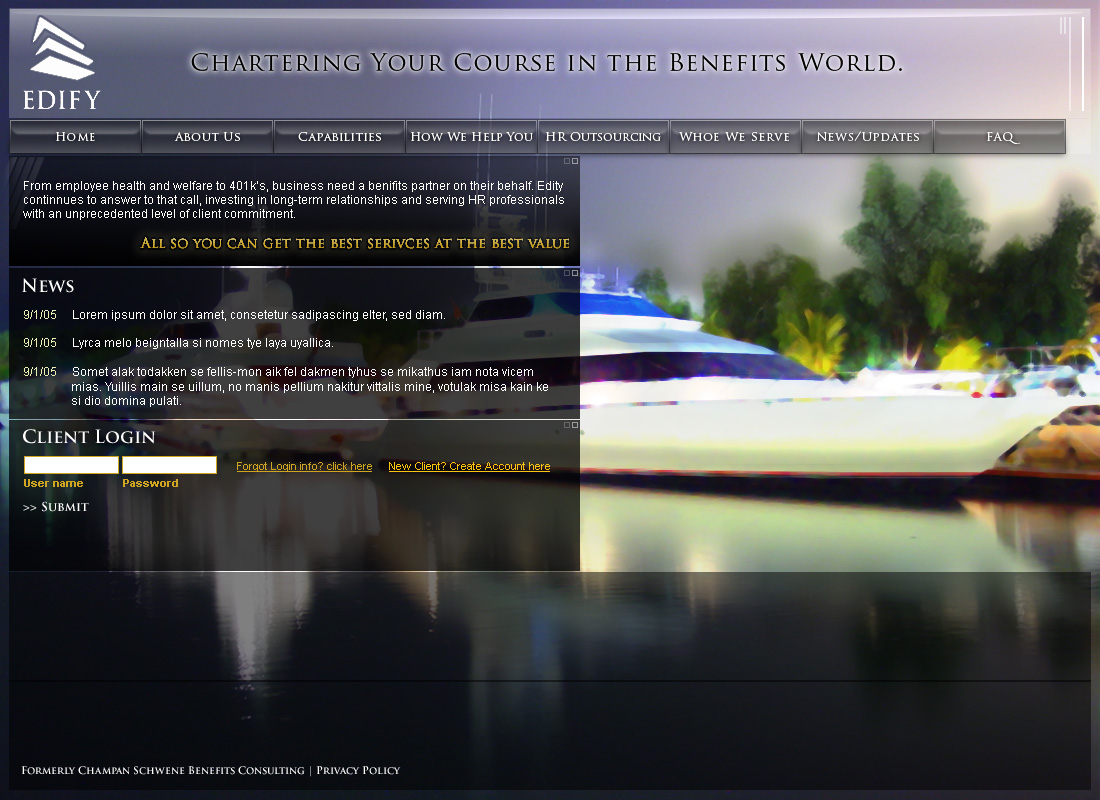 EDIFY
Chartering Your Course in the Benefits World.
Home About Us Capabilities How We Help You HR Outsourcing Whoe We Serve News/Updates FAQ
From employee health and welfare to 401k's, business need a benifits partner on their behalf. Edity
continnues to answer to that call, investing in long-term relationships and serving HR professionals
with an unprecedented level of client commitment.
All so you can get the best serivces at the best value
News
9/1/05 Lorem ipsum dolor sit amet, consetetur sadipascing elter, sed diam.
9/1/05 Lyrca melo beigntalla si nomes tye laya uyallica.
9/1/05 Somet alak todakken se fellis-mon aik fel dakmen tyhus se mikathus iam nota vicem
mias. Yuillis main se uillum, no manis pellium nakitur vittalis mine, votulak misa kain ke
si dio domina pulati.
Client Login
Forgot Login info? click here New Client? Create Account here
User name Password
>> Submit
Formerly Champan Schwene Benefits Consulting | Privacy Policy